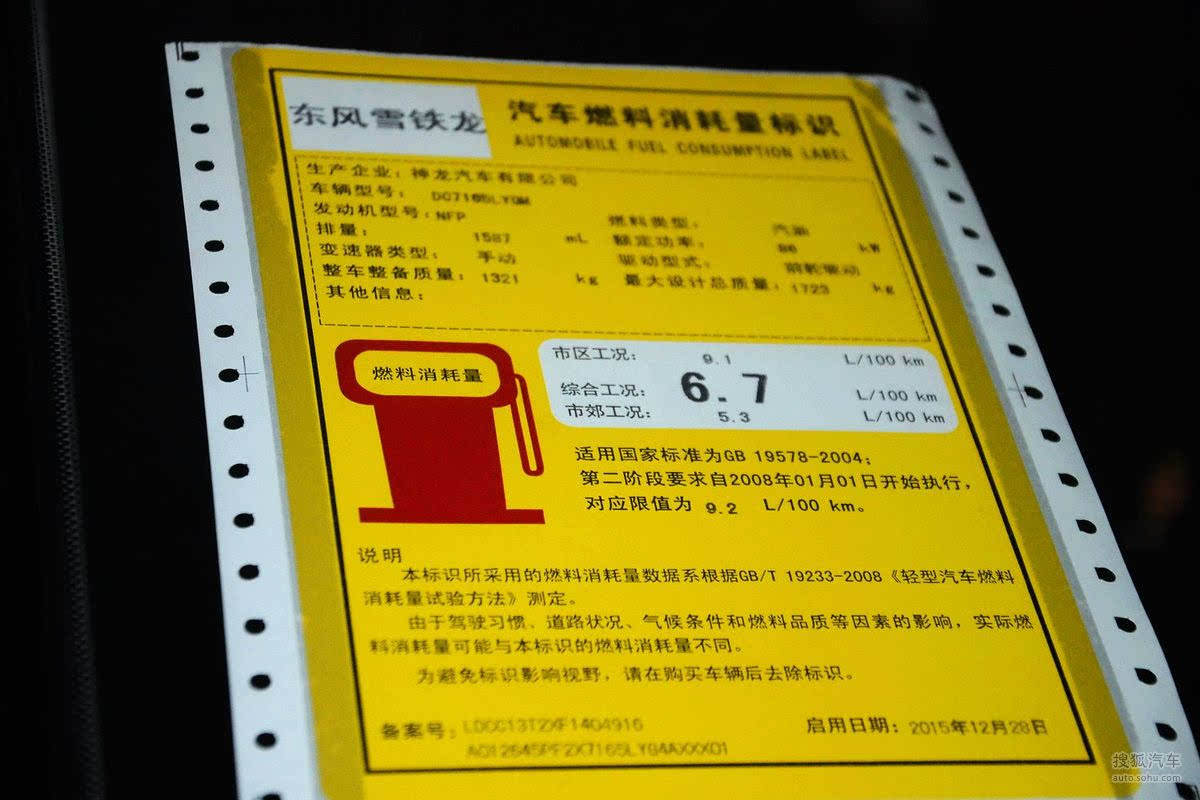 东风雪铁龙 汽车燃料消耗量标识
AUTOMOBILE FUEL CONSUMPTION LABEL
生产企业：神龙汽车有限公司
车辆型号：
发动机型号：NFP 燃料类型：汽油
排量：1587 mL 额定功率：86 kW
变速器类型：手动 驱动型式：前轮驱动
整车整备质量：1321 kg 最大设计总质量：1723 kg
其他信息：
燃料消耗量
市区工况：9.1 L/100 km
综合工况：6.7 L/100 km
市郊工况：5.3 L/100 km
适用国家标准为GB 19578-2004；
第二阶段要求自2008年01月01日开始执行，
对应限值为 9.2 L/100 km。
说明
本标识所采用的燃料消耗量数据系根据GB/T 19233-2008《轻型汽车燃料
消耗量试验方法》测定。
由于驾驶习惯、道路状况、气候条件和燃料品质等因素的影响，实际燃
料消耗量可能与本标识的燃料消耗量不同。
为避免标识影响视野，请在购买车辆后去除标识。
备案号： 启用日期：2015年12月28日
搜狐汽车
auto.sohu.com